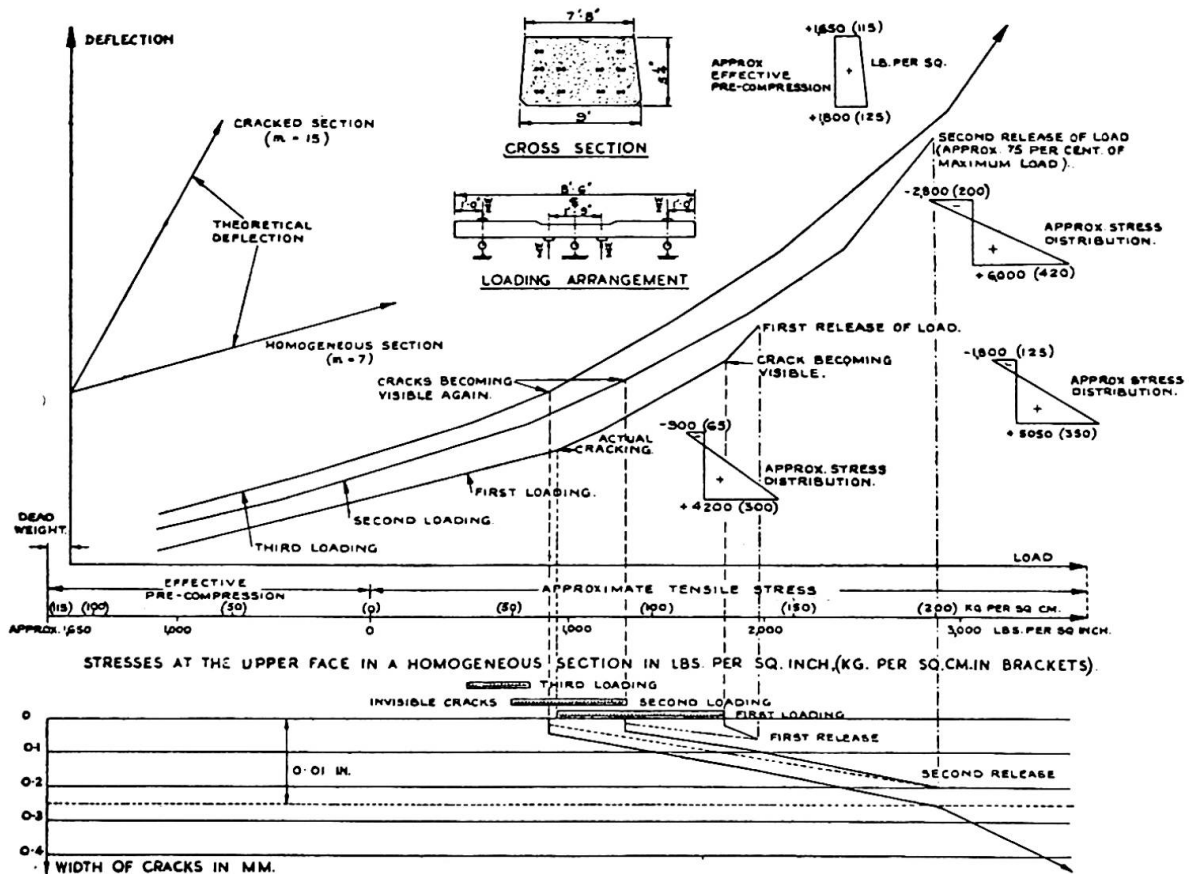 DEFLECTION
7'·8"
5½"
9"
CROSS SECTION
+1,650 (115)
LB. PER SQ.
APPROX
EFFECTIVE
PRE-COMPRESSION
+1,800 (125)
CRACKED SECTION
(m = 15)
THEORETICAL
DEFLECTION
HOMOGENEOUS SECTION
(m = 7)
8'·6"
1'·0"
1'·9"
1'·0"
LOADING ARRANGEMENT
SECOND RELEASE OF LOAD
(APPROX. 75 PER CENT. OF
MAXIMUM LOAD).
-2,800 (200)
APPROX. STRESS
DISTRIBUTION.
+6,000 (420)
FIRST RELEASE OF LOAD.
CRACK BECOMING
VISIBLE.
CRACKS BECOMING
VISIBLE AGAIN.
-1,800 (125)
APPROX STRESS
DISTRIBUTION.
+5050 (350)
ACTUAL
CRACKING.
-900 (65)
APPROX. STRESS
DISTRIBUTION.
+4200 (300)
FIRST LOADING.
SECOND LOADING.
THIRD LOADING
DEAD
WEIGHT.
LOAD
EFFECTIVE
PRE-COMPRESSION
APPROXIMATE TENSILE STRESS
(115) (100) (50) (0) (50) (100) (150) (200) KG PER SQ CM.
APPROX. 1,650 1,000 0 1,000 2,000 3,000 LBS. PER SQ INCH.
STRESSES AT THE UPPER FACE IN A HOMOGENEOUS SECTION IN LBS. PER SQ. INCH,(KG. PER SQ.CM.IN BRACKETS).
THIRD LOADING
INVISIBLE CRACKS SECOND LOADING
FIRST LOADING
0
FIRST RELEASE
0·1
0·01 IN.
SECOND RELEASE
0·2
0·3
0·4
WIDTH OF CRACKS IN MM.